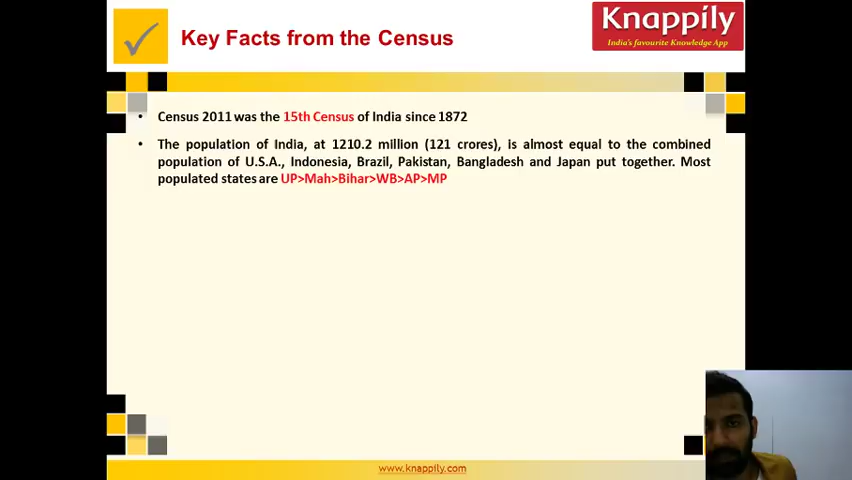 Key Facts from the Census
Knappily
India's favourite Knowledge App
• Census 2011 was the 15th Census of India since 1872
• The population of India, at 1210.2 million (121 crores), is almost equal to the combined
population of U.S.A., Indonesia, Brazil, Pakistan, Bangladesh and Japan put together. Most
populated states are UP>Mah>Bihar>WB>AP>MP
www.knappily.com